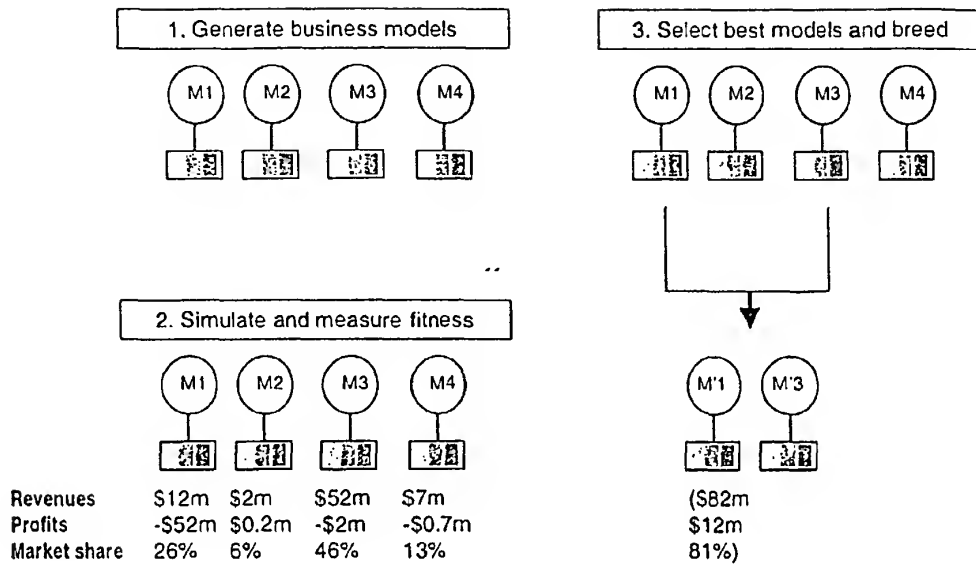 1. Generate business models
M1 M2 M3 M4
2. Simulate and measure fitness
M1 M2 M3 M4
Revenues $12m $2m $52m $7m
Profits -$52m $0.2m -$2m -$0.7m
Market share 26% 6% 46% 13%
3. Select best models and breed
M1 M2 M3 M4
M'1 M'3
($82m
$12m
81%)